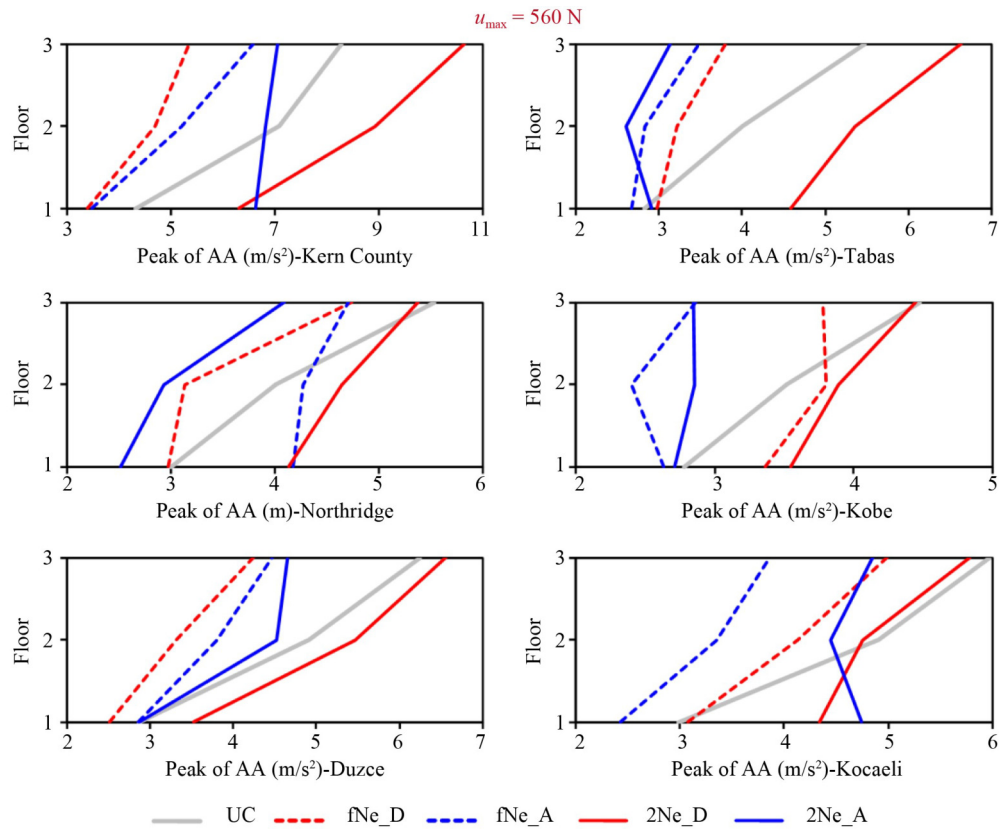 u_max = 560 N
3
2
1
Floor
3 5 7 9 11
Peak of AA (m/s²)-Kern County
3
2
1
Floor
2 3 4 5 6 7
Peak of AA (m/s²)-Tabas
3
2
1
Floor
2 3 4 5 6
Peak of AA (m)-Northridge
3
2
1
Floor
2 3 4 5
Peak of AA (m/s²)-Kobe
3
2
1
Floor
2 3 4 5 6 7
Peak of AA (m/s²)-Duzce
3
2
1
Floor
2 3 4 5 6
Peak of AA (m/s²)-Kocaeli
UC fNe_D fNe_A 2Ne_D 2Ne_A